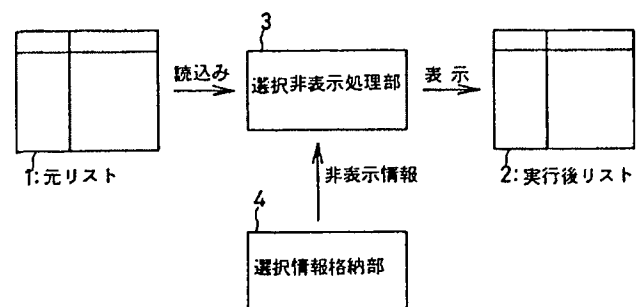 3
読込み
選択非表示処理部
表示
1:元リスト
2:実行後リスト
非表示情報
4
選択情報格納部